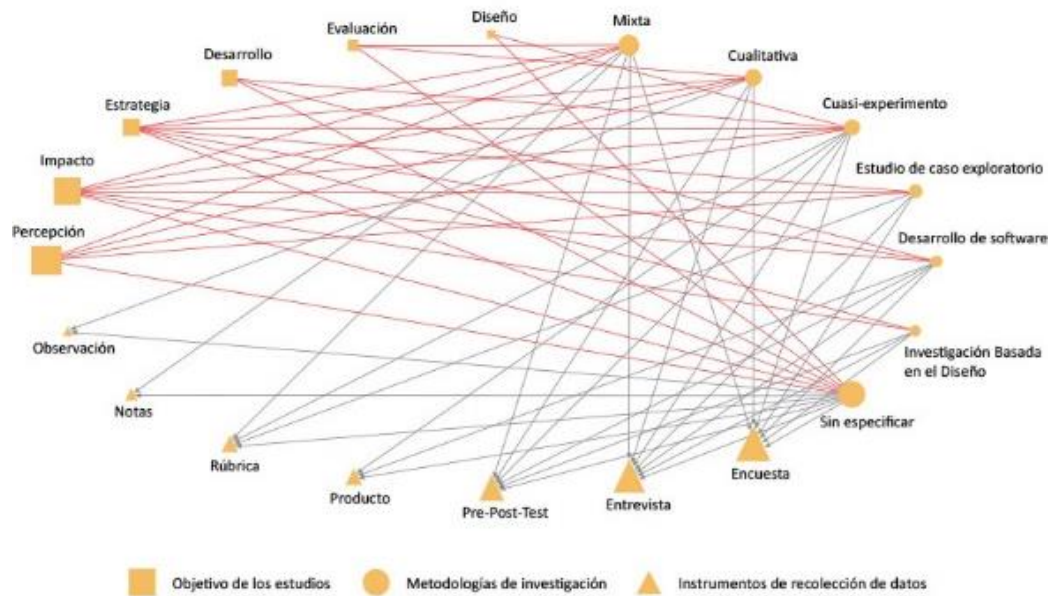 Diseño
Mixta
Evaluación
Desarrollo
Cualitativa
Estrategia
Cuasi-experimento
Impacto
Estudio de caso exploratorio
Percepción
Desarrollo de software
Observación
Investigación Basada
en el Diseño
Notas
Sin especificar
Rúbrica
Encuesta
Producto
Entrevista
Pre-Post-Test
Objetivo de los estudios
Metodologías de investigación
Instrumentos de recolección de datos